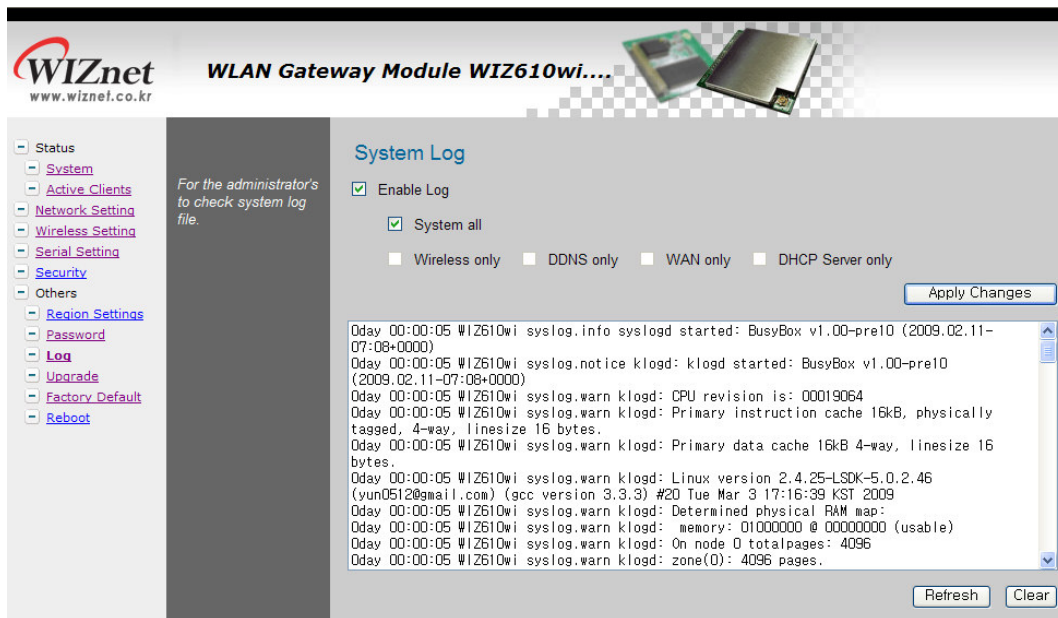 WIZnet
www.wiznet.co.kr
WLAN Gateway Module WIZ610wi....
Status
System
Active Clients
Network Setting
Wireless Setting
Serial Setting
Security
Others
Region Settings
Password
Log
Upgrade
Factory Default
Reboot
For the administrator's
to check system log
file.
System Log
Enable Log
System all
Wireless only DDNS only WAN only DHCP Server only
Apply Changes
0day 00:00:05 WIZ610wi syslog.info syslogd started: BusyBox v1.00-pre10 (2009.02.11-
07:08+0000)
0day 00:00:05 WIZ610wi syslog.notice klogd: klogd started: BusyBox v1.00-pre10
(2009.02.11-07:08+0000)
0day 00:00:05 WIZ610wi syslog.warn klogd: CPU revision is: 00019064
0day 00:00:05 WIZ610wi syslog.warn klogd: Primary instruction cache 16kB, physically
tagged, 4-way, linesize 16 bytes.
0day 00:00:05 WIZ610wi syslog.warn klogd: Primary data cache 16kB 4-way, linesize 16
bytes.
0day 00:00:05 WIZ610wi syslog.warn klogd: Linux version 2.4.25-LSDK-5.0.2.46
(yun0512@gmail.com) (gcc version 3.3.3) #20 Tue Mar 3 17:16:39 KST 2009
0day 00:00:05 WIZ610wi syslog.warn klogd: Determined physical RAM map:
0day 00:00:05 WIZ610wi syslog.warn klogd: memory: 01000000 @ 00000000 (usable)
0day 00:00:05 WIZ610wi syslog.warn klogd: On node 0 totalpages: 4096
0day 00:00:05 WIZ610wi syslog.warn klogd: zone(0): 4096 pages.
Refresh Clear